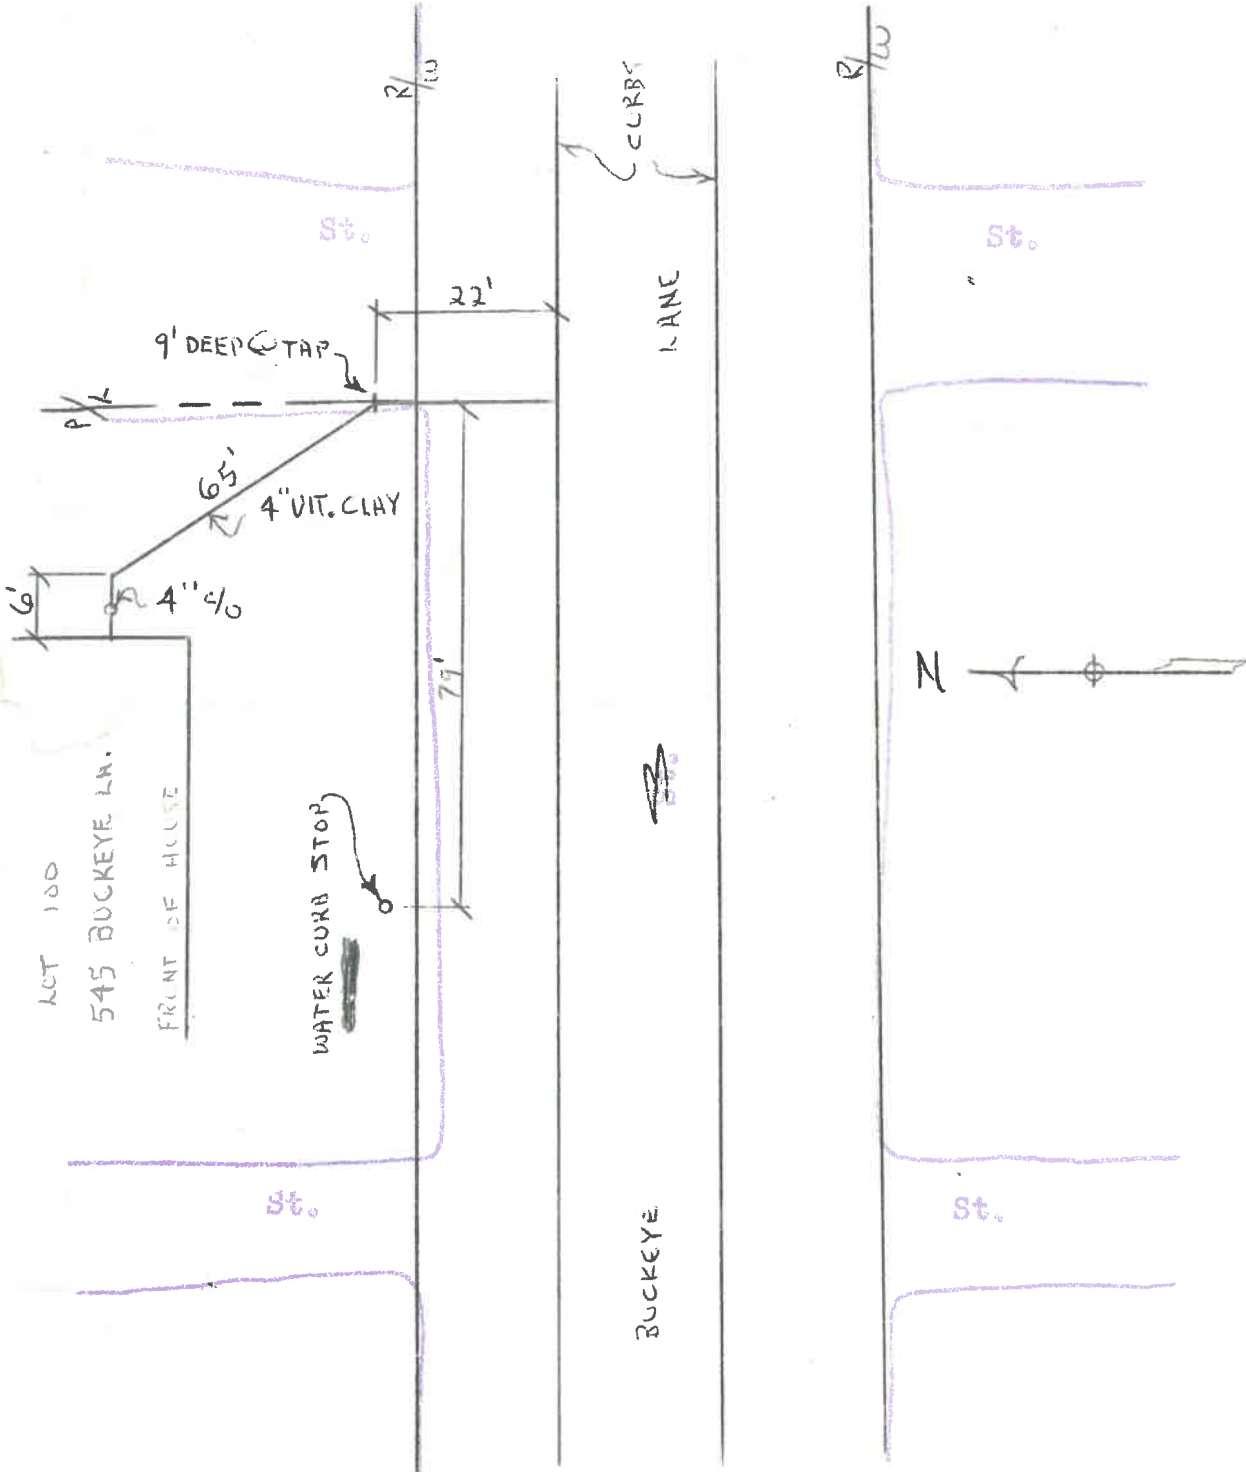 R/W
R/W
CURBS
St.
St.
22'
LANE
9' DEEP @ TAP
65'
4" VIT. CLAY
6'
4" C/O
79'
N
LOT 100
545 BUCKEYE LN.
FRONT OF HOUSE
WATER CURB STOP
St.
St.
BUCKEYE